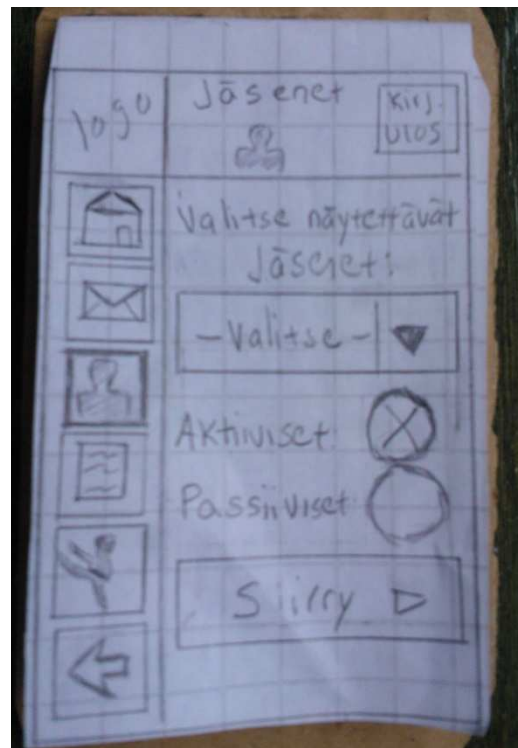 logo
Jäsenet
Kirj.
ulos
Valitse näytettävät
Jäsenet:
-Valitse-
Aktiiviset
Passiiviset
Siirry